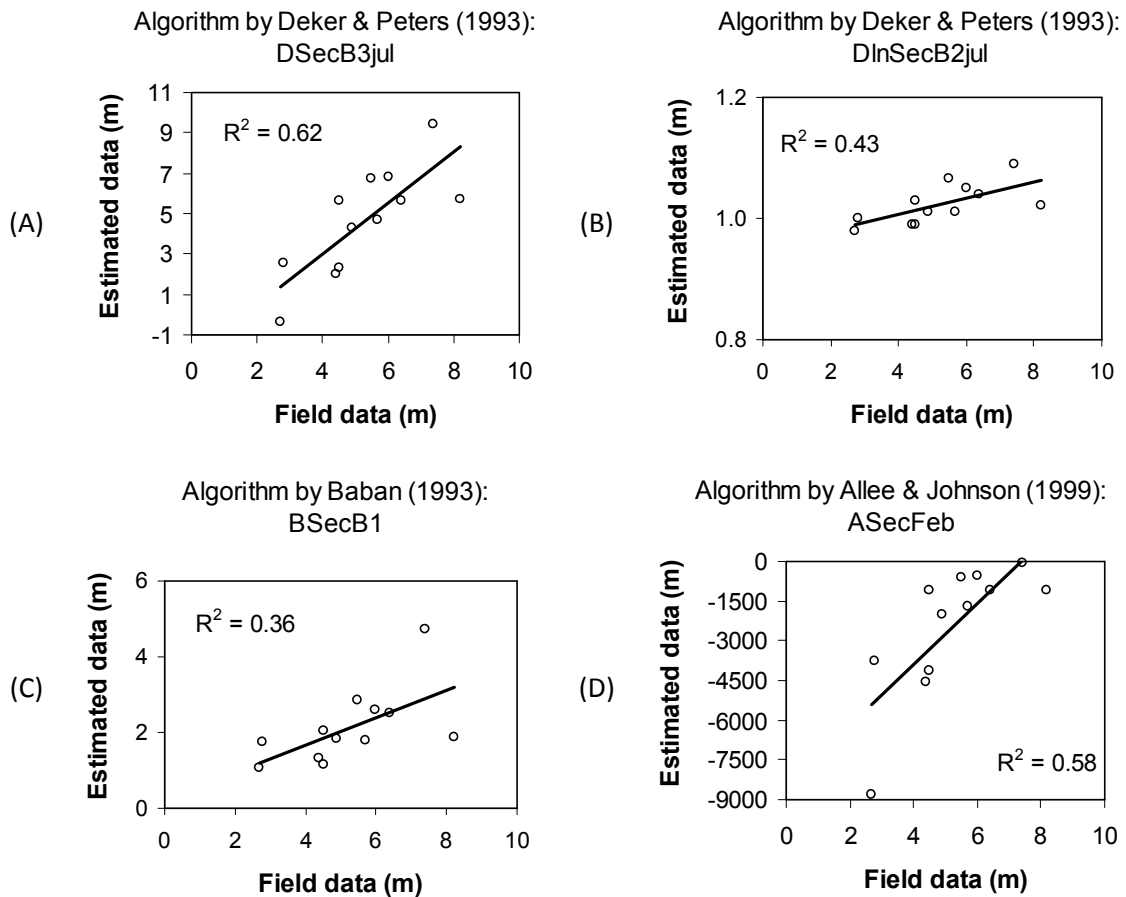 Algorithm by Deker & Peters (1993):
DSecB3jul
(A)
Estimated data (m)
11
9
7
5
3
1
-1
R² = 0.62
0 2 4 6 8 10
Field data (m)
Algorithm by Deker & Peters (1993):
DlnSecB2jul
(B)
Estimated data (m)
1.2
1.0
0.8
R² = 0.43
0 2 4 6 8 10
Field data (m)
Algorithm by Baban (1993):
BSecB1
(C)
Estimated data (m)
6
4
2
0
R² = 0.36
0 2 4 6 8 10
Field data (m)
Algorithm by Allee & Johnson (1999):
ASecFeb
(D)
Estimated data (m)
0
-1500
-3000
-4500
-6000
-7500
-9000
R² = 0.58
0 2 4 6 8 10
Field data (m)